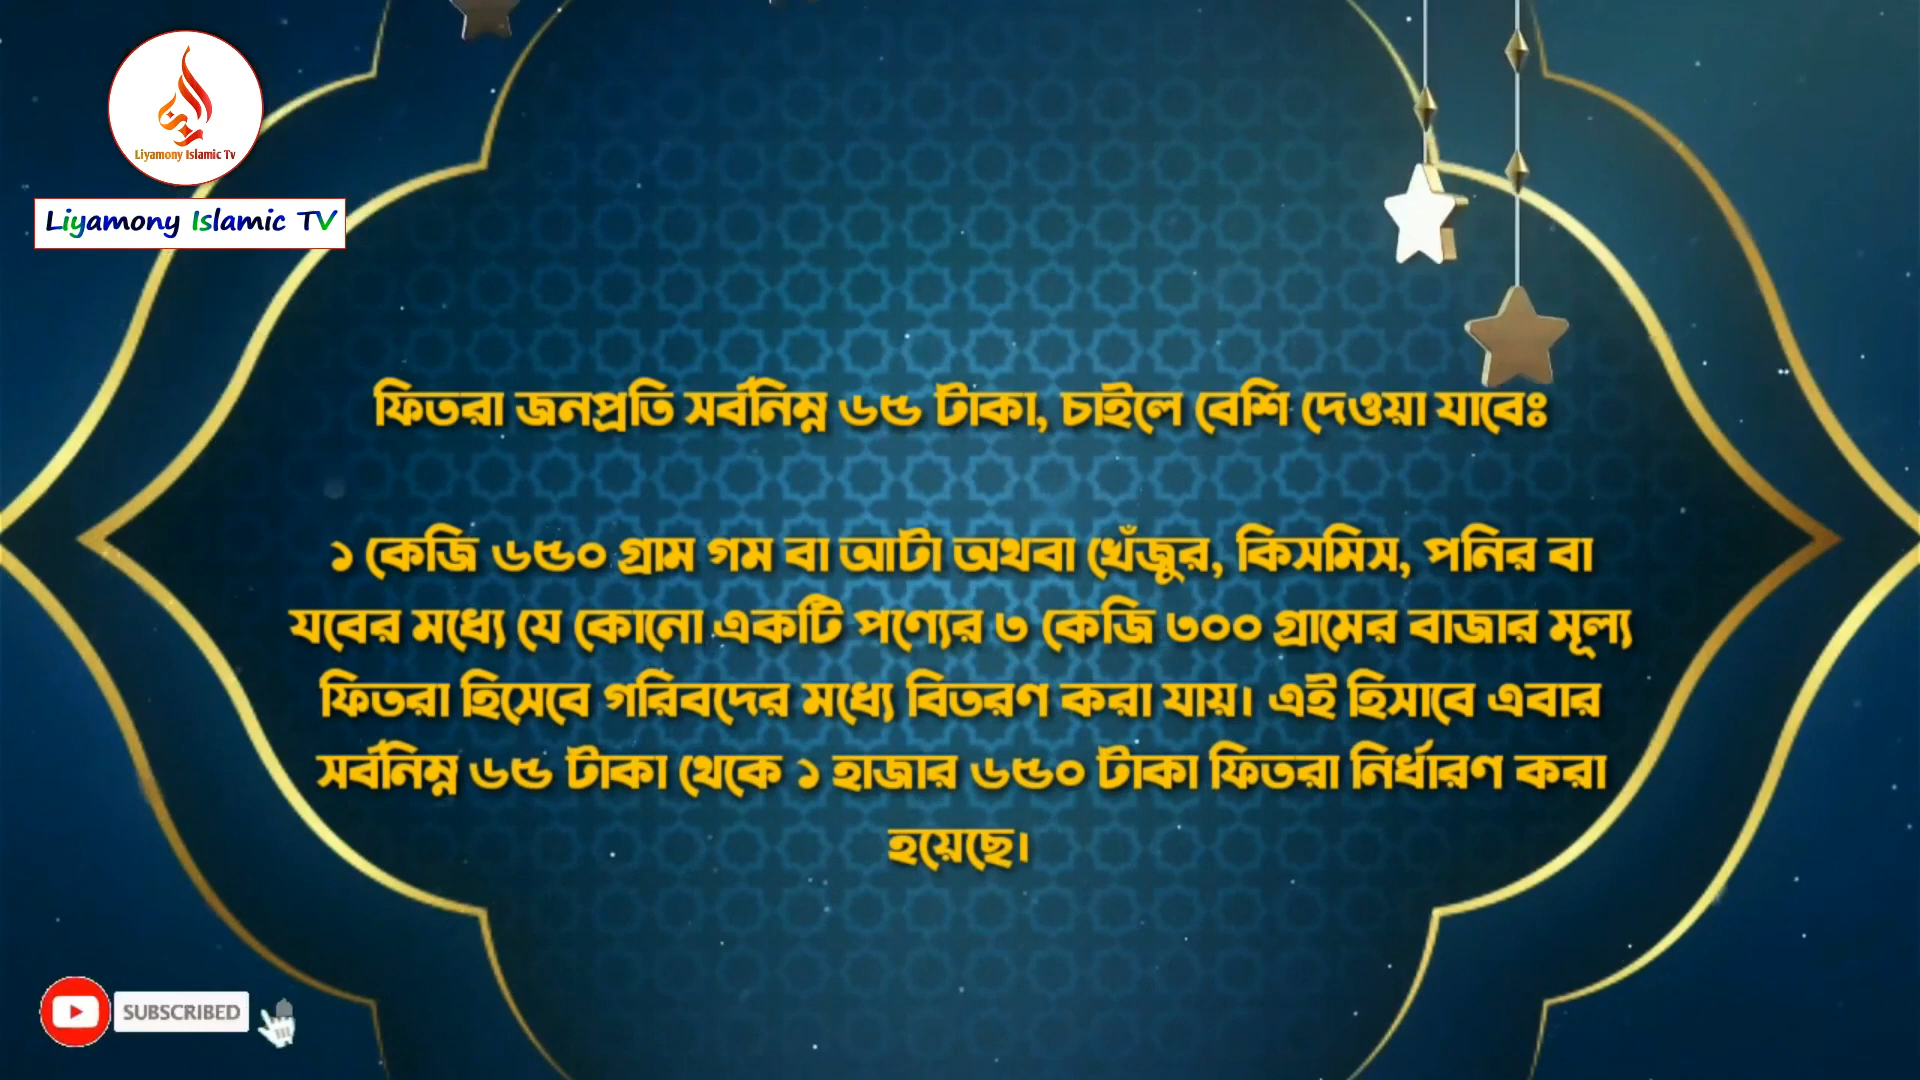 Liyamony Islamic Tv
Liyamony Islamic TV
ফিতরা জনপ্রতি সর্বনিম্ন ৬৫ টাকা, চাইলে বেশি দেওয়া যাবেঃ
১ কেজি ৬৫০ গ্রাম গম বা আটা অথবা খেঁজুর, কিসমিস, পনির বা
যবের মধ্যে যে কোনো একটি পণ্যের ৩ কেজি ৩০০ গ্রামের বাজার মূল্য
ফিতরা হিসেবে গরিবদের মধ্যে বিতরণ করা যায়। এই হিসাবে এবার
সর্বনিম্ন ৬৫ টাকা থেকে ১ হাজার ৬৫০ টাকা ফিতরা নির্ধারণ করা
হয়েছে।
SUBSCRIBED